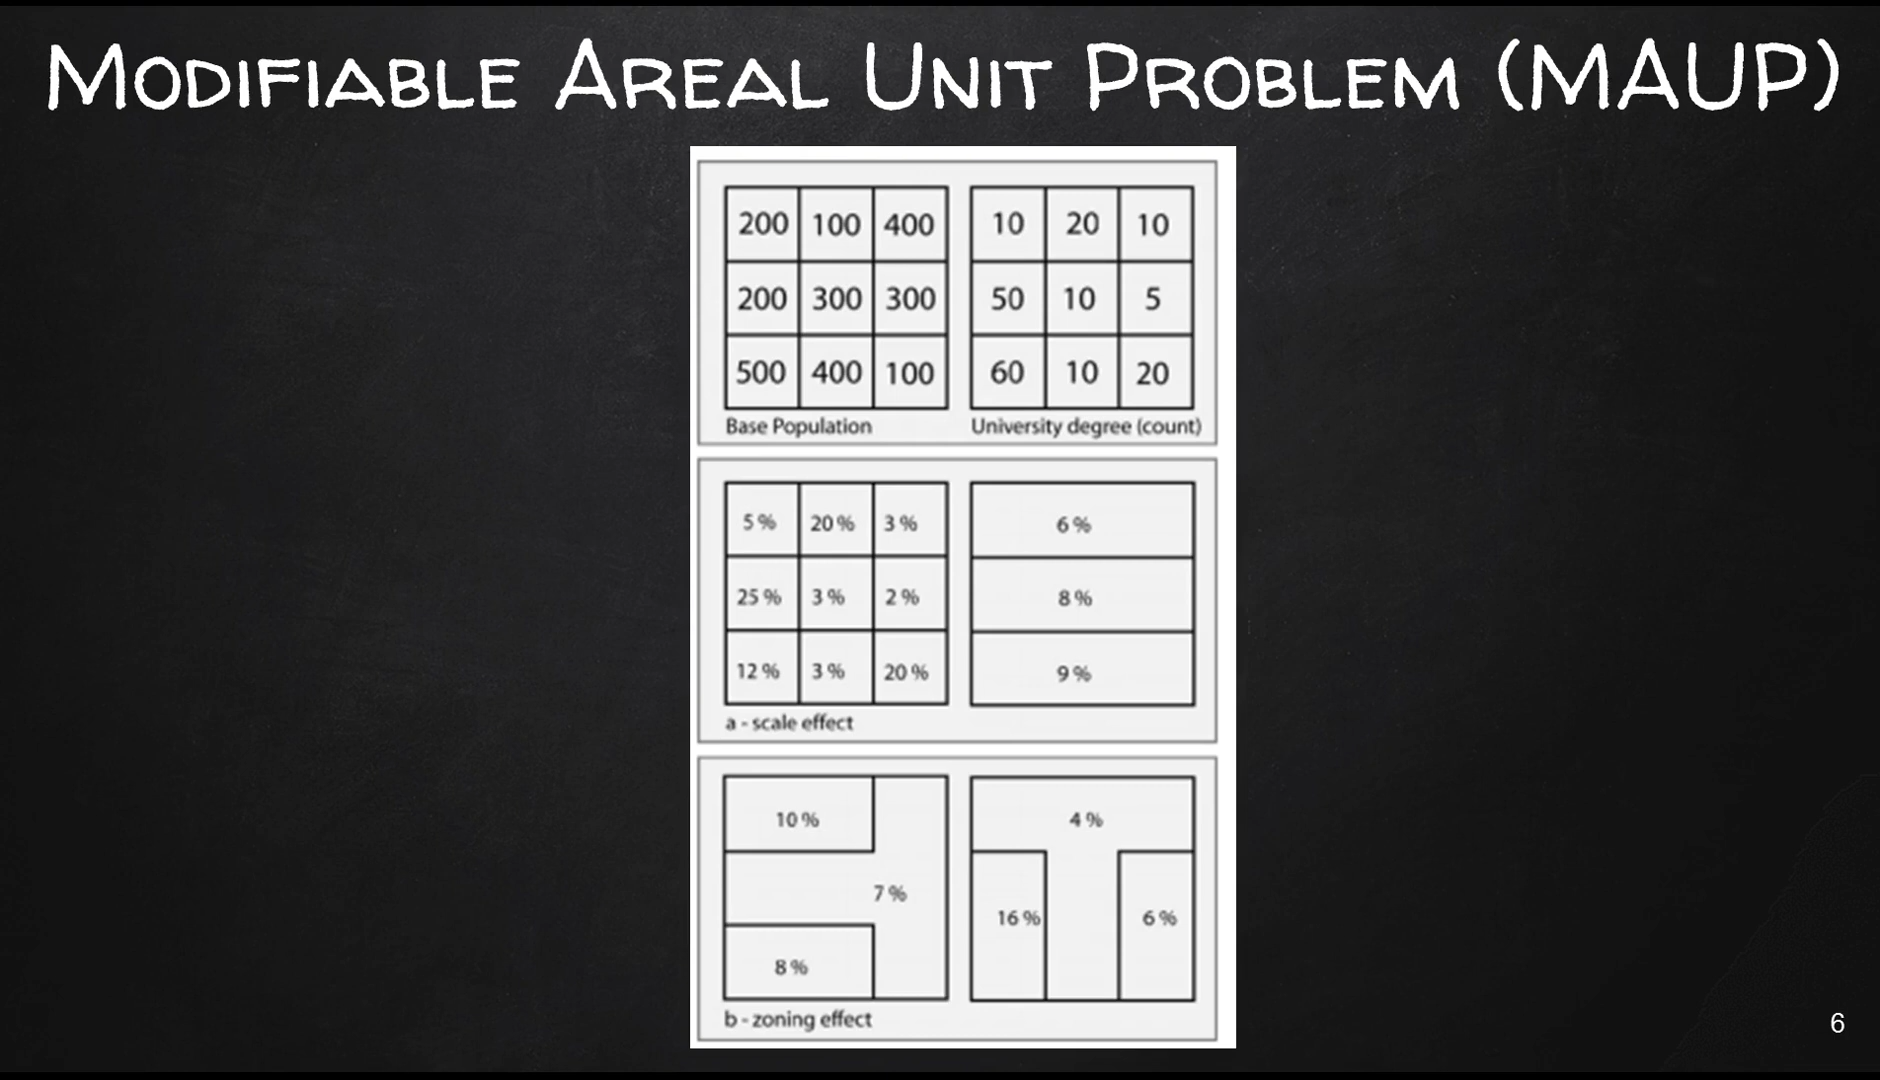 Modifiable Areal Unit Problem (MAUP)
200 100 400
200 300 300
500 400 100
Base Population
10 20 10
50 10 5
60 10 20
University degree (count)
5 % 20 % 3 %
25 % 3 % 2 %
12 % 3 % 20 %
a - scale effect
6 %
8 %
9 %
10 %
7 %
8 %
b - zoning effect
4 %
16 % 6 %
6